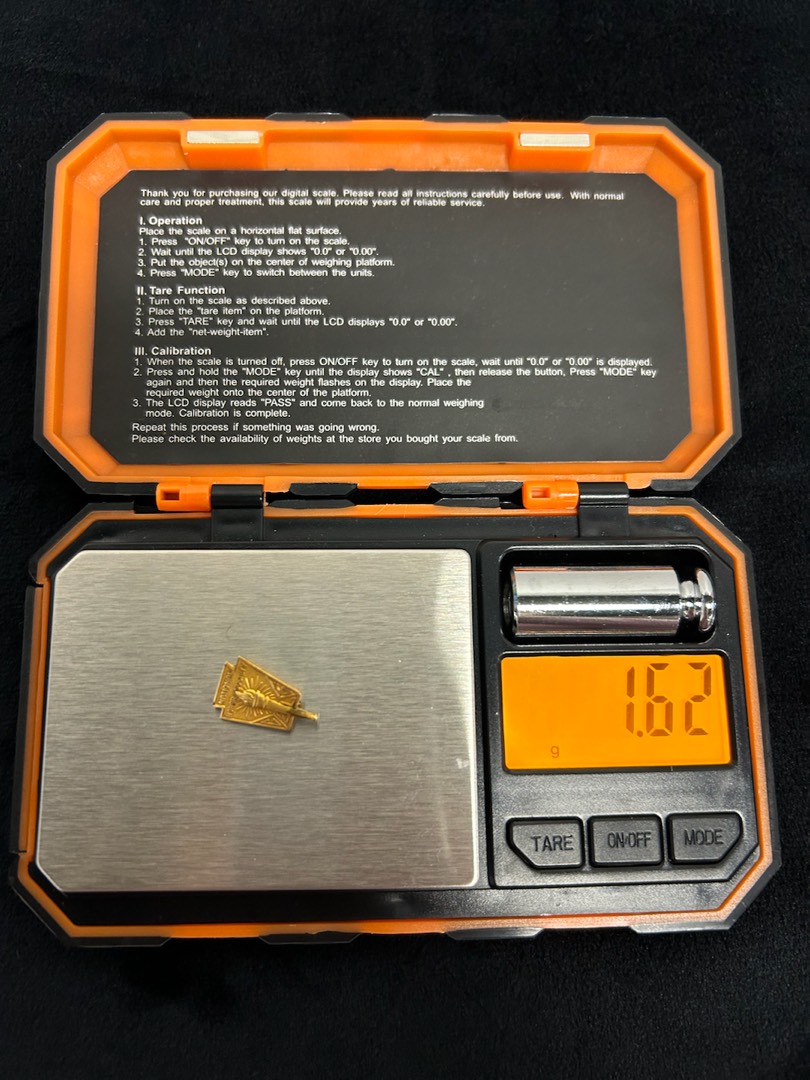 Thank you for purchasing our digital scale. Please read all instructions carefully before use. With normal
care and proper treatment, this scale will provide years of reliable service.
I. Operation
Place the scale on a horizontal flat surface.
1. Press "ON/OFF" key to turn on the scale.
2. Wait until the LCD display shows "0.0" or "0.00".
3. Put the object(s) on the center of weighing platform.
4. Press "MODE" key to switch between the units.
II. Tare Function
1. Turn on the scale as described above.
2. Place the "tare item" on the platform.
3. Press "TARE" key and wait until the LCD displays "0.0" or "0.00".
4. Add the "net-weight-item".
III. Calibration
1. When the scale is turned off, press ON/OFF key to turn on the scale, wait until "0.0" or "0.00" is displayed.
2. Press and hold the "MODE" key until the display shows "CAL" , then release the button, Press "MODE" key
again and then the required weight flashes on the display. Place the
required weight onto the center of the platform.
3. The LCD display reads "PASS" and come back to the normal weighing
mode. Calibration is complete.
Repeat this process if something was going wrong.
Please check the availability of weights at the store you bought your scale from.
1.62
g
TARE
ON/OFF
MODE